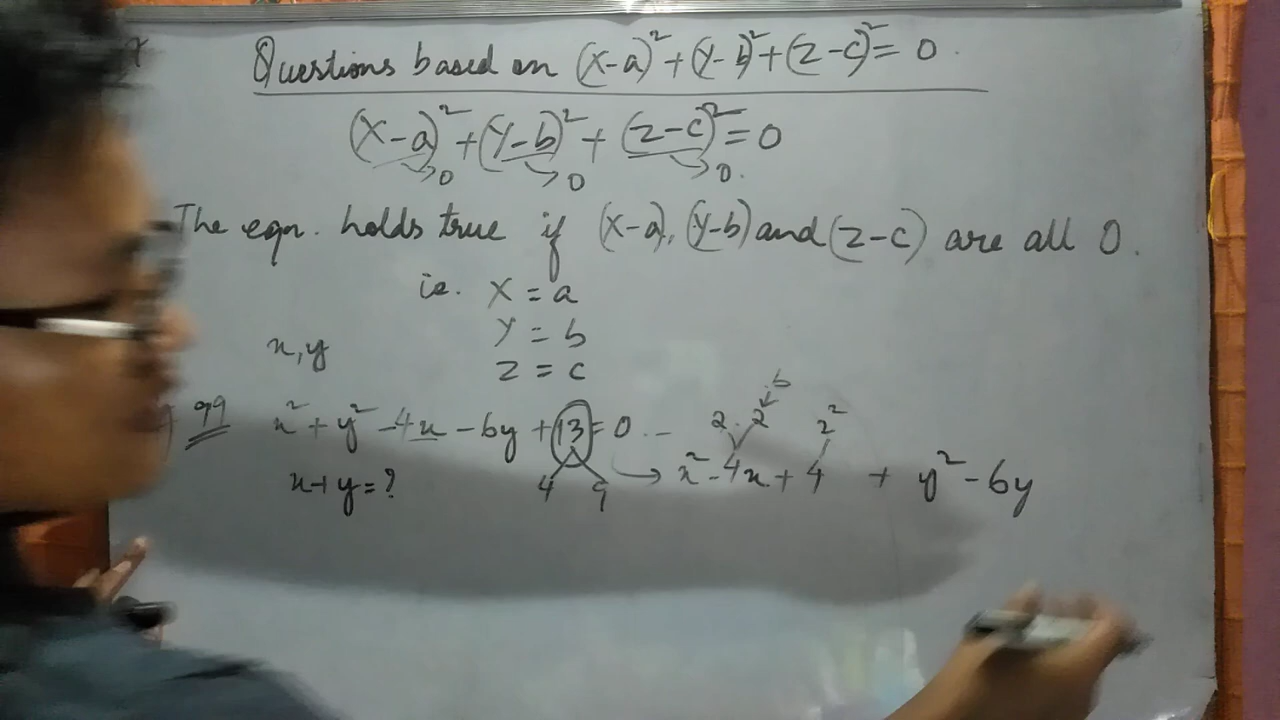 Questions based on (x-a)²+(y-b)²+(z-c)²=0.
(x-a)²+(y-b)²+(z-c)²=0
→0 →0 →0.
The eqn. holds true if (x-a), (y-b) and (z-c) are all 0.
ie. x = a
y = b
z = c
x, y
x²+y²-4x-6y+13=0
x+y=?
4 9
2.2 2²
b
→ x²-4x+4 + y²-6y